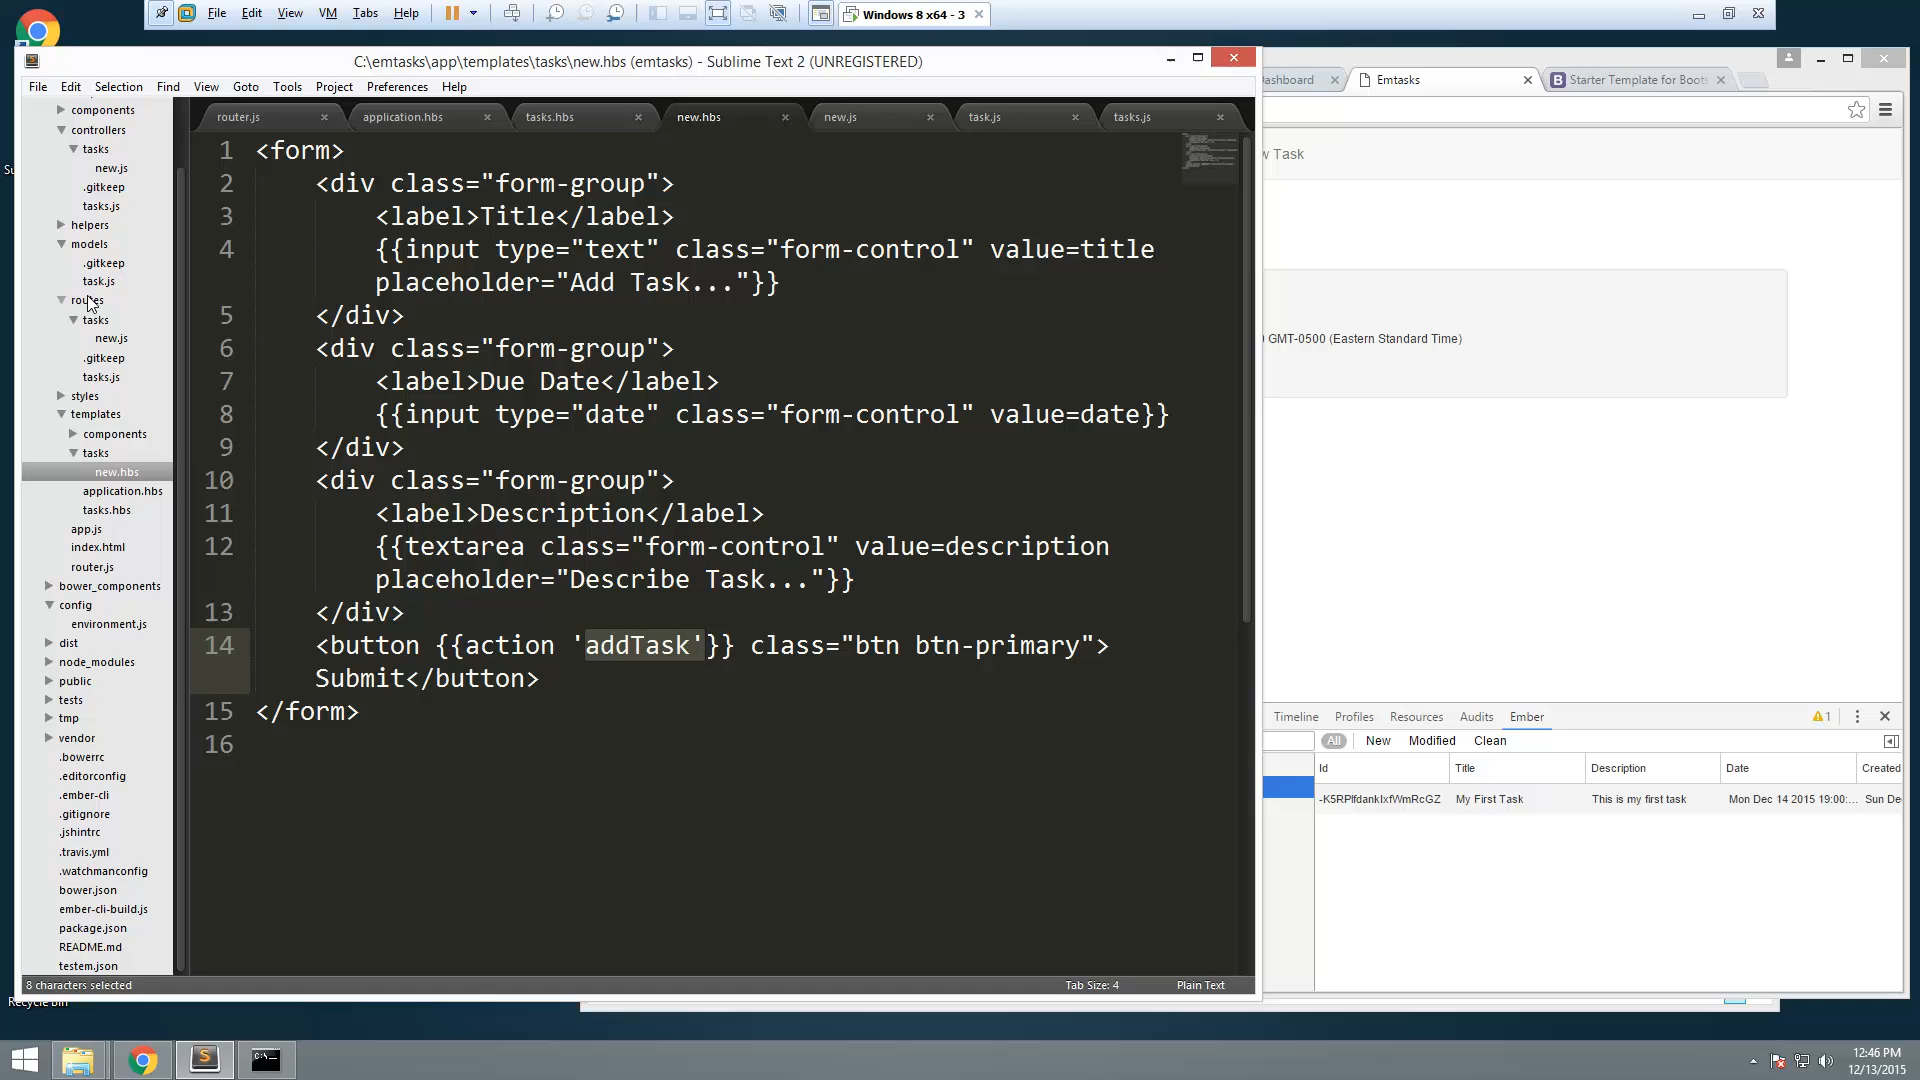 File Edit View VM Tabs Help
Windows 8 x64 - 3
C:\emtasks\app\templates\tasks\new.hbs (emtasks) - Sublime Text 2 (UNREGISTERED)
File Edit Selection Find View Goto Tools Project Preferences Help
components
controllers
tasks
new.js
.gitkeep
tasks.js
helpers
models
.gitkeep
task.js
routes
tasks
new.js
.gitkeep
tasks.js
styles
templates
components
tasks
new.hbs
application.hbs
tasks.hbs
app.js
index.html
router.js
bower_components
config
environment.js
dist
node_modules
public
tests
tmp
vendor
.bowerrc
.editorconfig
.ember-cli
.gitignore
.jshintrc
.travis.yml
.watchmanconfig
bower.json
ember-cli-build.js
package.json
README.md
testem.json
router.js application.hbs tasks.hbs new.hbs new.js task.js tasks.js
1 <form>
2 <div class="form-group">
3 <label>Title</label>
4 {{input type="text" class="form-control" value=title
placeholder="Add Task..."}}
5 </div>
6 <div class="form-group">
7 <label>Due Date</label>
8 {{input type="date" class="form-control" value=date}}
9 </div>
10 <div class="form-group">
11 <label>Description</label>
12 {{textarea class="form-control" value=description
placeholder="Describe Task..."}}
13 </div>
14 <button {{action 'addTask'}} class="btn btn-primary">
Submit</button>
15 </form>
16
8 characters selected
Tab Size: 4 Plain Text
Dashboard Emtasks Starter Template for Boots
w Task
GMT-0500 (Eastern Standard Time)
Timeline Profiles Resources Audits Ember
1
All New Modified Clean
Id Title Description Date Created
-K5RPlfdanklxfWmRcGZ My First Task This is my first task Mon Dec 14 2015 19:00:... Sun De
Recycle Bin
12:46 PM
12/13/2015